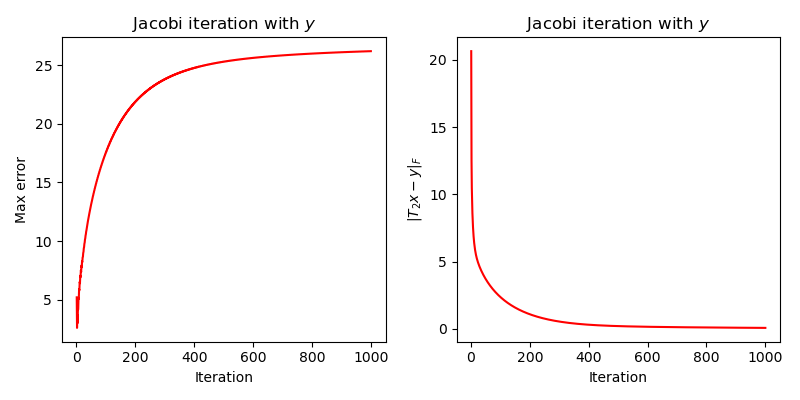 Jacobi iteration with y
Max error
25
20
15
10
5
0 200 400 600 800 1000
Iteration
Jacobi iteration with y
|T₂x − y|F
20
15
10
5
0
0 200 400 600 800 1000
Iteration